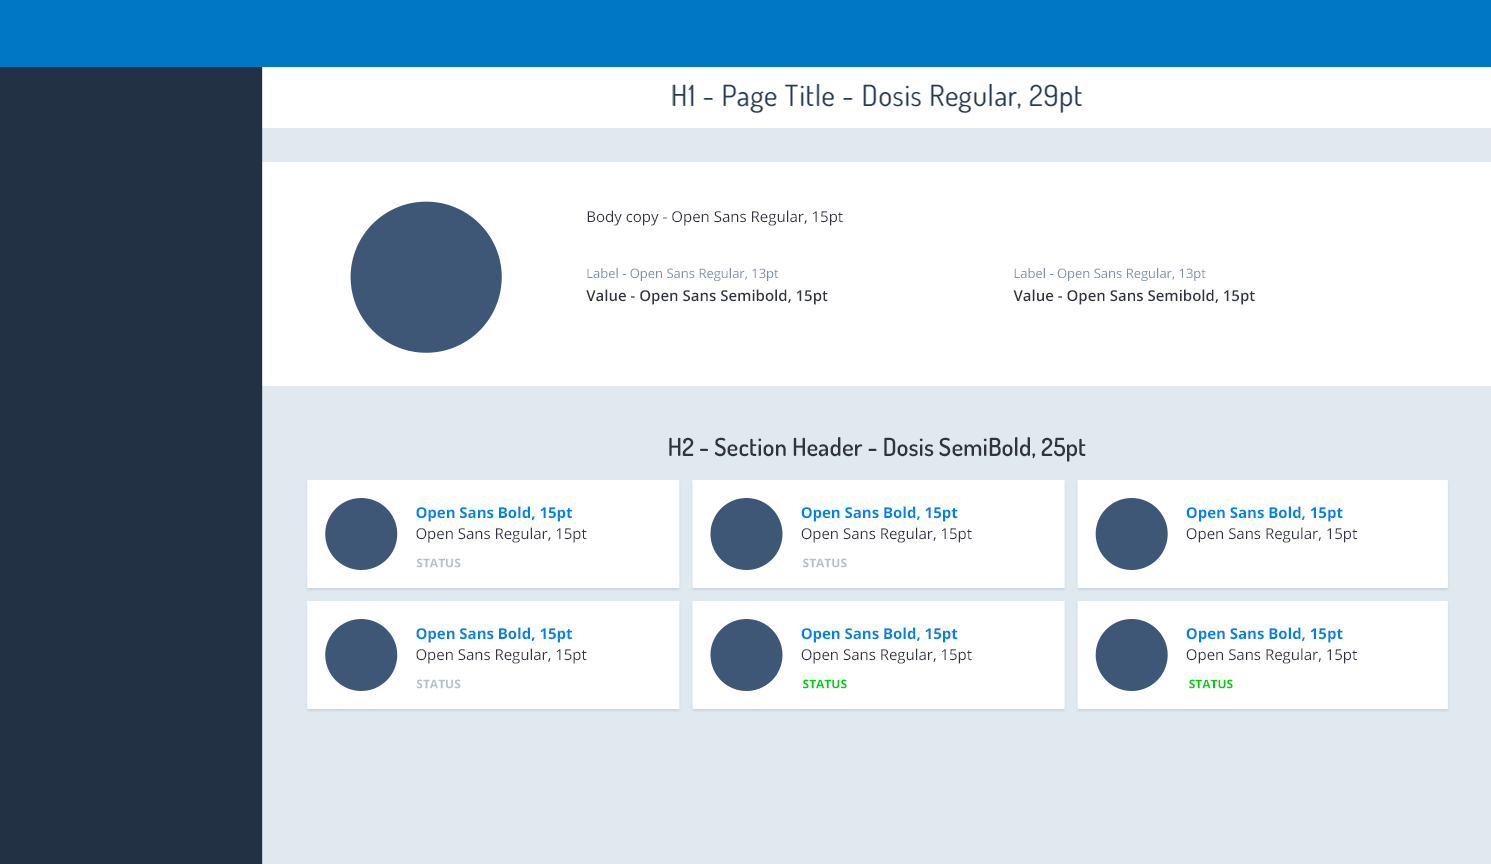 H1 - Page Title - Dosis Regular, 29pt
Body copy - Open Sans Regular, 15pt
Label - Open Sans Regular, 13pt
Value - Open Sans Semibold, 15pt
Label - Open Sans Regular, 13pt
Value - Open Sans Semibold, 15pt
H2 - Section Header - Dosis SemiBold, 25pt
Open Sans Bold, 15pt
Open Sans Regular, 15pt
STATUS
Open Sans Bold, 15pt
Open Sans Regular, 15pt
STATUS
Open Sans Bold, 15pt
Open Sans Regular, 15pt
Open Sans Bold, 15pt
Open Sans Regular, 15pt
STATUS
Open Sans Bold, 15pt
Open Sans Regular, 15pt
STATUS
Open Sans Bold, 15pt
Open Sans Regular, 15pt
STATUS